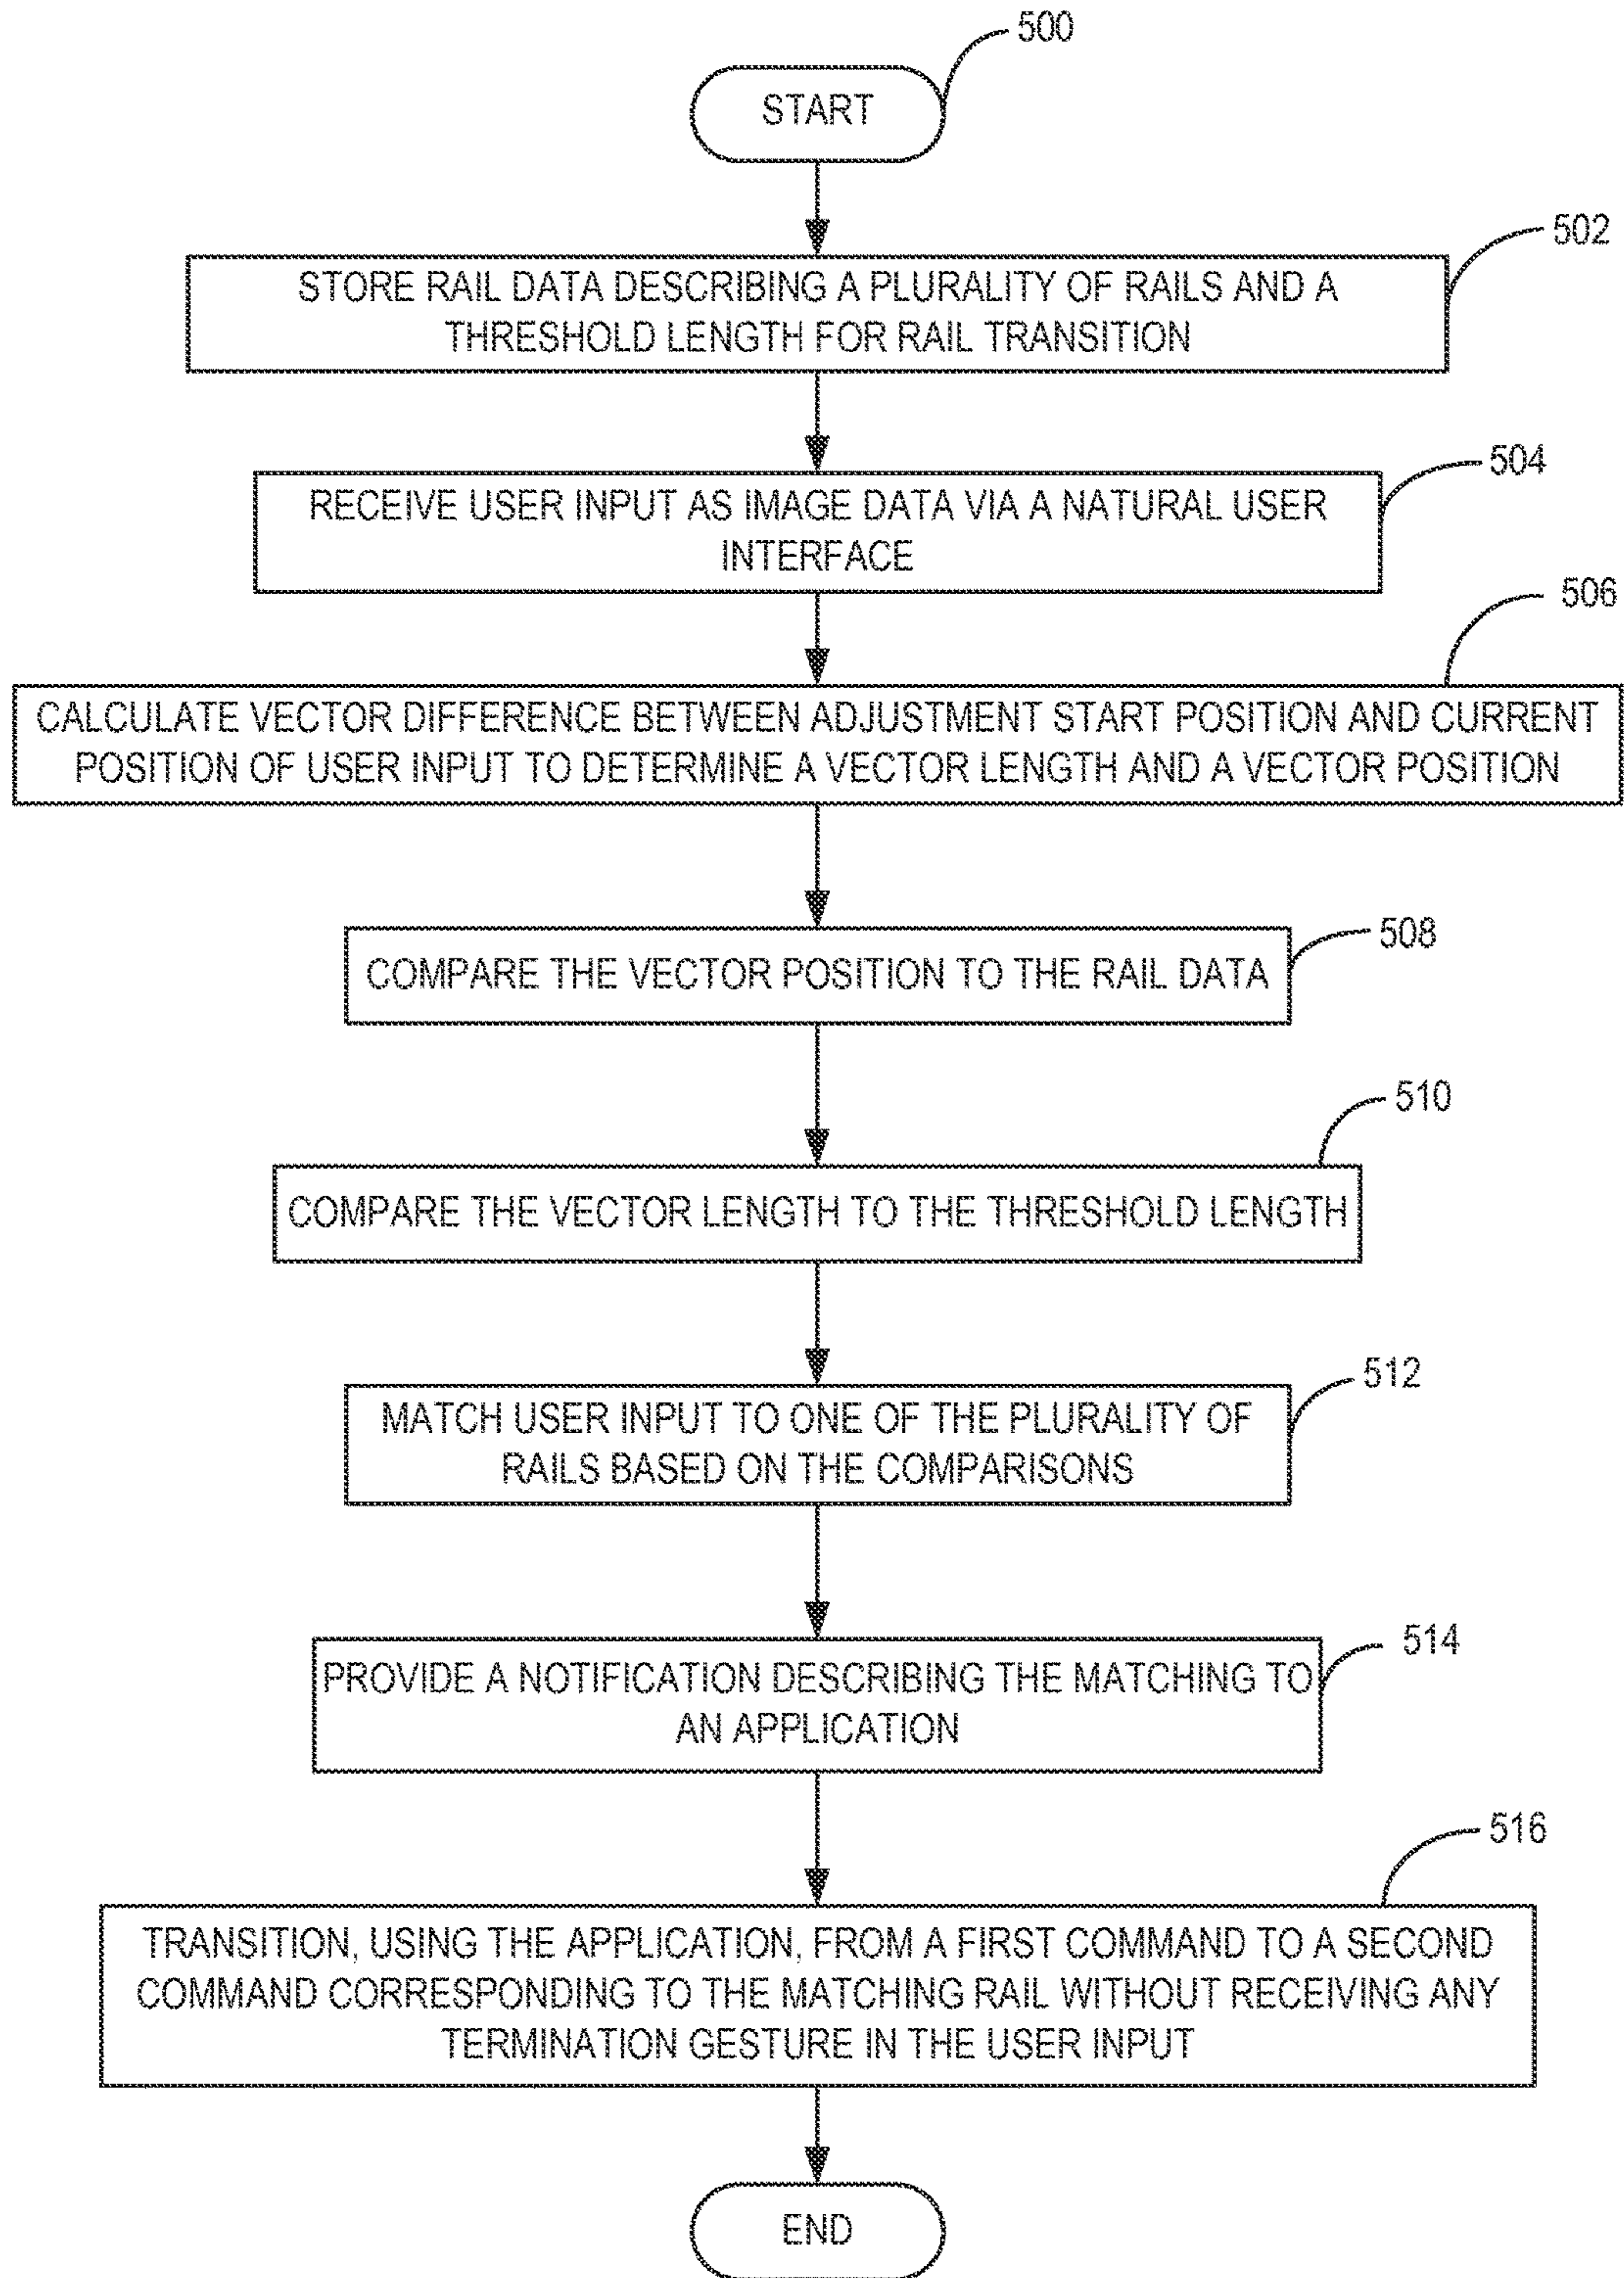 500
START
502
STORE RAIL DATA DESCRIBING A PLURALITY OF RAILS AND A
THRESHOLD LENGTH FOR RAIL TRANSITION
504
RECEIVE USER INPUT AS IMAGE DATA VIA A NATURAL USER
INTERFACE
506
CALCULATE VECTOR DIFFERENCE BETWEEN ADJUSTMENT START POSITION AND CURRENT
POSITION OF USER INPUT TO DETERMINE A VECTOR LENGTH AND A VECTOR POSITION
508
COMPARE THE VECTOR POSITION TO THE RAIL DATA
510
COMPARE THE VECTOR LENGTH TO THE THRESHOLD LENGTH
512
MATCH USER INPUT TO ONE OF THE PLURALITY OF
RAILS BASED ON THE COMPARISONS
514
PROVIDE A NOTIFICATION DESCRIBING THE MATCHING TO
AN APPLICATION
516
TRANSITION, USING THE APPLICATION, FROM A FIRST COMMAND TO A SECOND
COMMAND CORRESPONDING TO THE MATCHING RAIL WITHOUT RECEIVING ANY
TERMINATION GESTURE IN THE USER INPUT
END